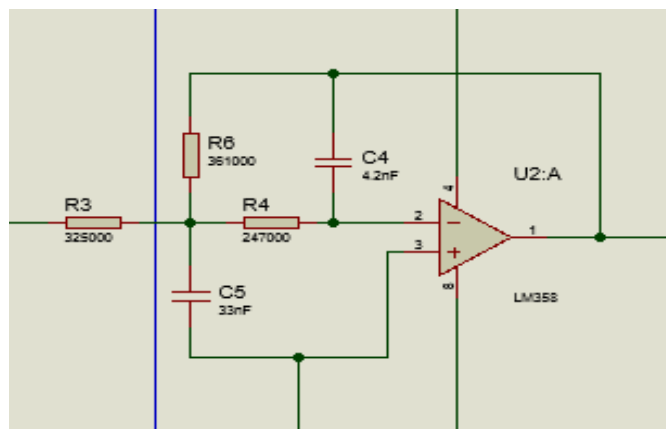 R6
361000
C4
4.2nF
U2:A
4
R3
325000
R4
247000
2
3
1
8
C5
33nF
LM358